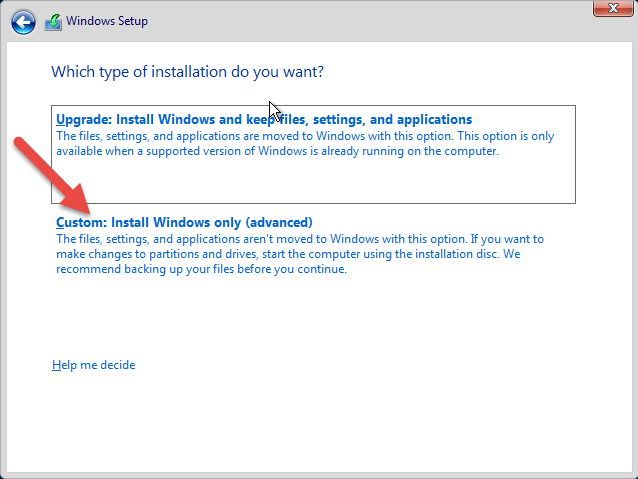 Windows Setup
Which type of installation do you want?
Upgrade: Install Windows and keep files, settings, and applications
The files, settings, and applications are moved to Windows with this option. This option is only
available when a supported version of Windows is already running on the computer.
Custom: Install Windows only (advanced)
The files, settings, and applications aren't moved to Windows with this option. If you want to
make changes to partitions and drives, start the computer using the installation disc. We
recommend backing up your files before you continue.
Help me decide